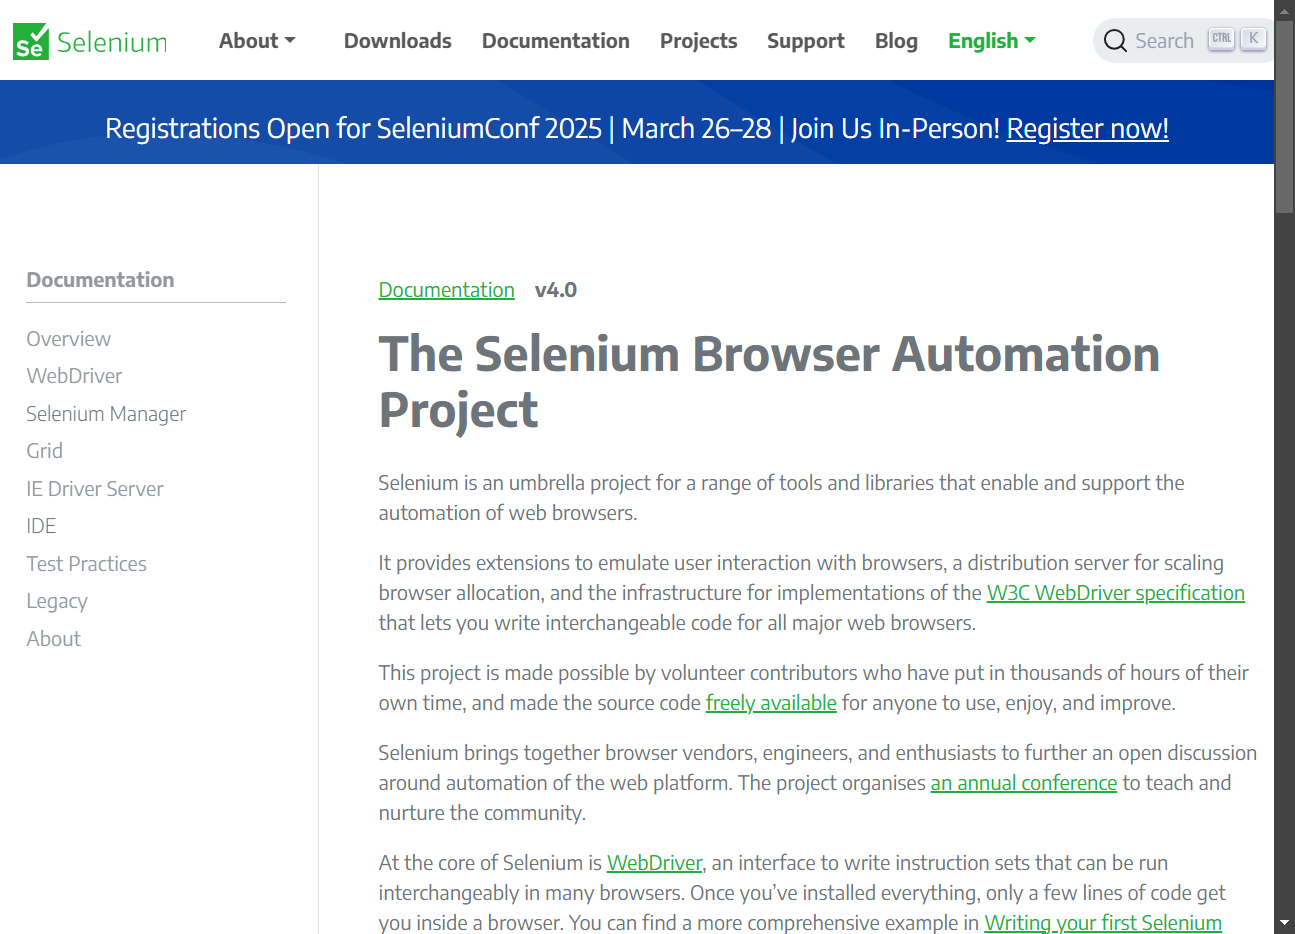 Se Selenium
About
Downloads
Documentation
Projects
Support
Blog
English
Search
CTRL
K
Registrations Open for SeleniumConf 2025 | March 26–28 | Join Us In-Person! Register now!
Documentation
Overview
WebDriver
Selenium Manager
Grid
IE Driver Server
IDE
Test Practices
Legacy
About
Documentation v4.0
The Selenium Browser Automation
Project
Selenium is an umbrella project for a range of tools and libraries that enable and support the
automation of web browsers.
It provides extensions to emulate user interaction with browsers, a distribution server for scaling
browser allocation, and the infrastructure for implementations of the W3C WebDriver specification
that lets you write interchangeable code for all major web browsers.
This project is made possible by volunteer contributors who have put in thousands of hours of their
own time, and made the source code freely available for anyone to use, enjoy, and improve.
Selenium brings together browser vendors, engineers, and enthusiasts to further an open discussion
around automation of the web platform. The project organises an annual conference to teach and
nurture the community.
At the core of Selenium is WebDriver, an interface to write instruction sets that can be run
interchangeably in many browsers. Once you’ve installed everything, only a few lines of code get
you inside a browser. You can find a more comprehensive example in Writing your first Selenium